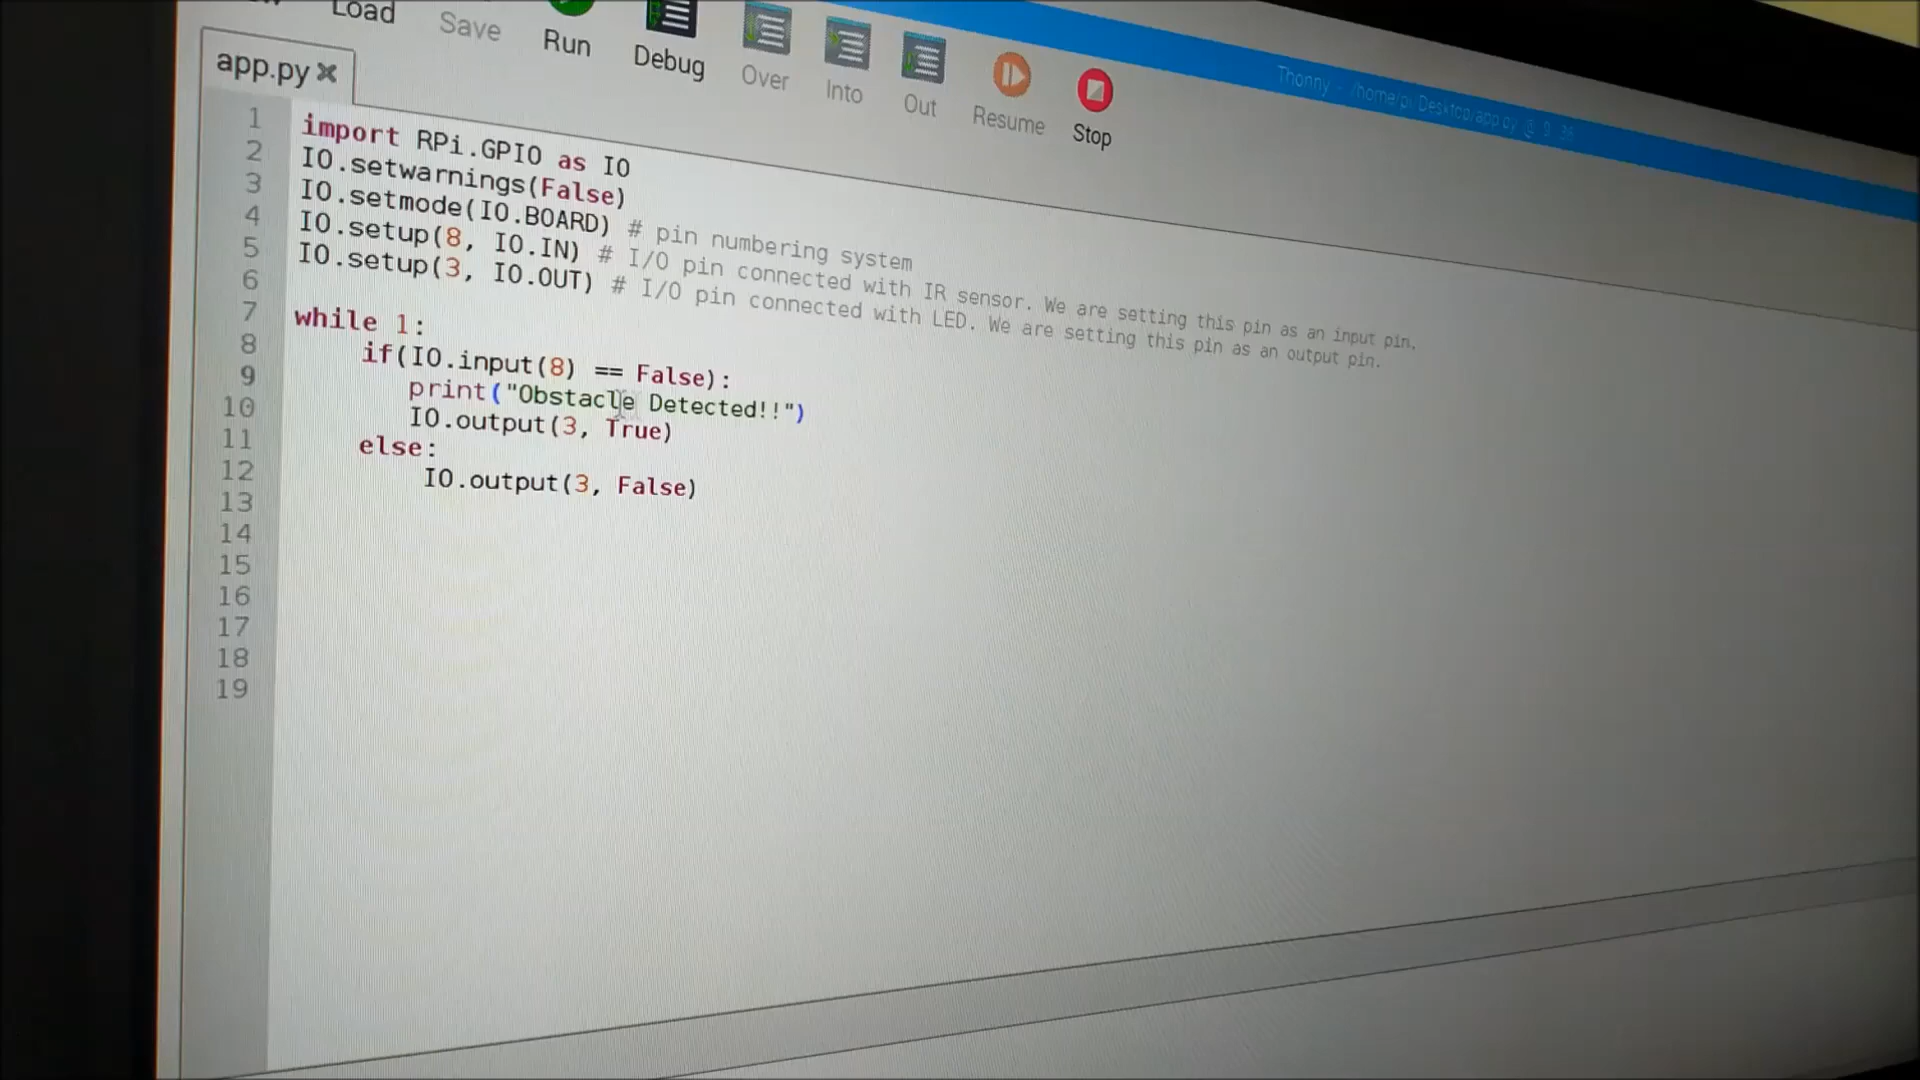 Load
Save
Run
Debug
Over
Into
Out
Resume
Stop
Thonny - /home/pi/Desktop/app.py @ 9 : 26
app.py ×
1 import RPi.GPIO as IO
2 IO.setwarnings(False)
3 IO.setmode(IO.BOARD) # pin numbering system
4 IO.setup(8, IO.IN) # I/O pin connected with IR sensor. We are setting this pin as an input pin.
5 IO.setup(3, IO.OUT) # I/O pin connected with LED. We are setting this pin as an output pin.
6
7 while 1:
8 if(IO.input(8) == False):
9 print("Obstacle Detected!!")
10 IO.output(3, True)
11 else:
12 IO.output(3, False)
13
14
15
16
17
18
19